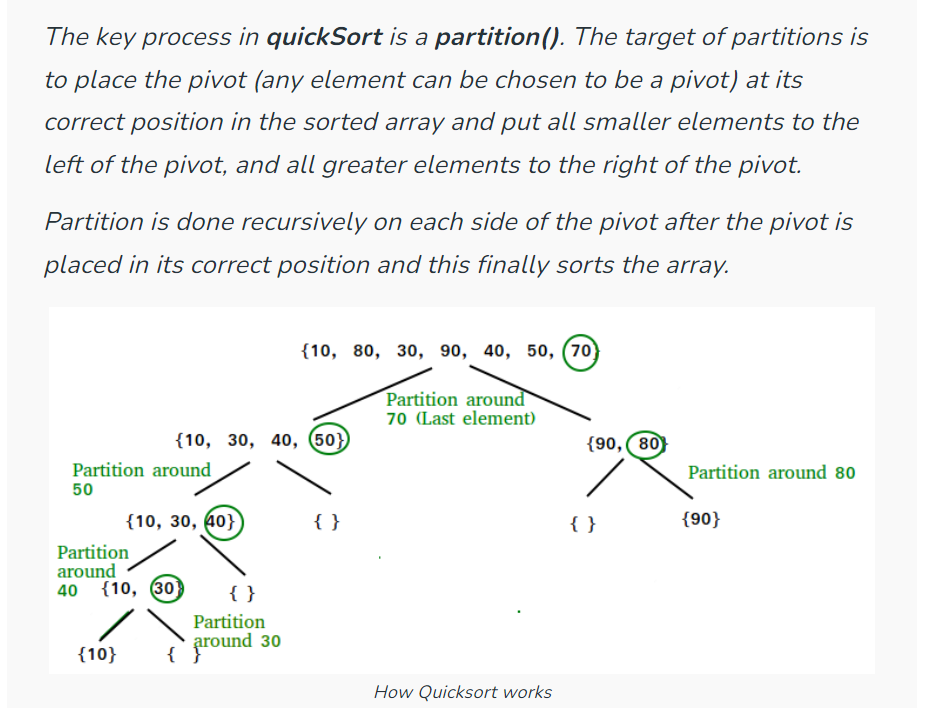 The key process in quickSort is a partition(). The target of partitions is
to place the pivot (any element can be chosen to be a pivot) at its
correct position in the sorted array and put all smaller elements to the
left of the pivot, and all greater elements to the right of the pivot.
Partition is done recursively on each side of the pivot after the pivot is
placed in its correct position and this finally sorts the array.
{10, 80, 30, 90, 40, 50, 70}
Partition around
70 (Last element)
{10, 30, 40, 50}
{90, 80}
Partition around
50
Partition around 80
{10, 30, 40}
{ }
{ }
{90}
Partition
around
40
{10, 30}
{ }
Partition
around 30
{10}
{ }
How Quicksort works